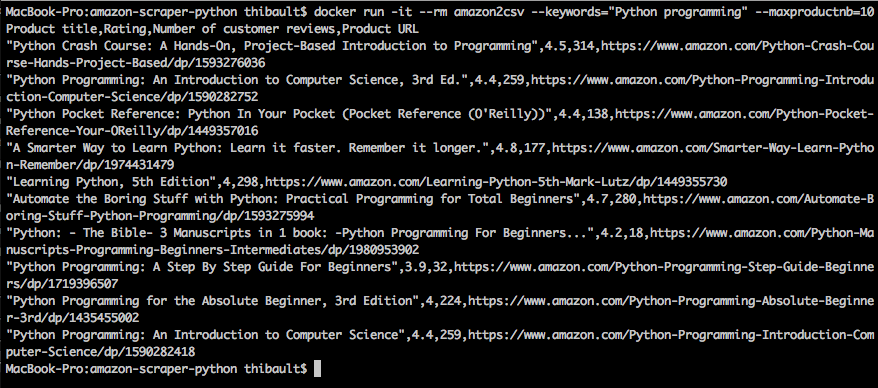 MacBook-Pro:amazon-scraper-python thibault$ docker run -it --rm amazon2csv --keywords="Python programming" --maxproductnb=10
Product title,Rating,Number of customer reviews,Product URL
"Python Crash Course: A Hands-On, Project-Based Introduction to Programming",4.5,314,https://www.amazon.com/Python-Crash-Cou
rse-Hands-Project-Based/dp/1593276036
"Python Programming: An Introduction to Computer Science, 3rd Ed.",4.4,259,https://www.amazon.com/Python-Programming-Introdu
ction-Computer-Science/dp/1590282752
"Python Pocket Reference: Python In Your Pocket (Pocket Reference (O'Reilly))",4.4,138,https://www.amazon.com/Python-Pocket-
Reference-Your-OReilly/dp/1449357016
"A Smarter Way to Learn Python: Learn it faster. Remember it longer.",4.8,177,https://www.amazon.com/Smarter-Way-Learn-Pytho
n-Remember/dp/1974431479
"Learning Python, 5th Edition",4,298,https://www.amazon.com/Learning-Python-5th-Mark-Lutz/dp/1449355730
"Automate the Boring Stuff with Python: Practical Programming for Total Beginners",4.7,280,https://www.amazon.com/Automate-B
oring-Stuff-Python-Programming/dp/1593275994
"Python: - The Bible- 3 Manuscripts in 1 book: -Python Programming For Beginners...",4.2,18,https://www.amazon.com/Python-Ma
nuscripts-Programming-Beginners-Intermediates/dp/1980953902
"Python Programming: A Step By Step Guide For Beginners",3.9,32,https://www.amazon.com/Python-Programming-Step-Guide-Beginne
rs/dp/1719396507
"Python Programming for the Absolute Beginner, 3rd Edition",4,224,https://www.amazon.com/Python-Programming-Absolute-Beginne
r-3rd/dp/1435455002
"Python Programming: An Introduction to Computer Science",4.4,259,https://www.amazon.com/Python-Programming-Introduction-Com
puter-Science/dp/1590282418
MacBook-Pro:amazon-scraper-python thibault$